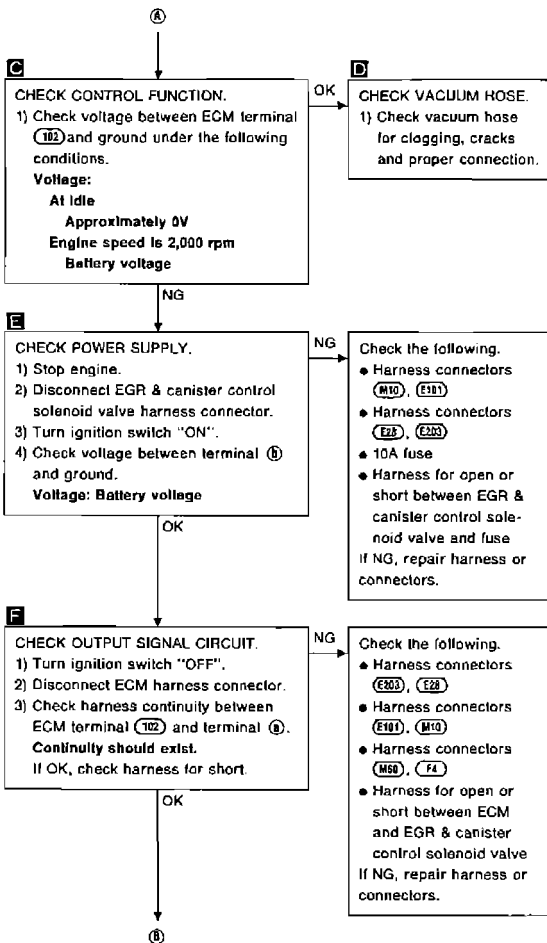 Ⓐ
C
CHECK CONTROL FUNCTION.
1) Check voltage between ECM terminal
102 and ground under the following
conditions.
Voltage:
At idle
Approximately 0V
Engine speed is 2,000 rpm
Battery voltage
OK
D
CHECK VACUUM HOSE.
1) Check vacuum hose
for clogging, cracks
and proper connection.
NG
E
CHECK POWER SUPPLY.
1) Stop engine.
2) Disconnect EGR & canister control
solenoid valve harness connector.
3) Turn ignition switch "ON".
4) Check voltage between terminal ⓑ
and ground.
Voltage: Battery voltage
NG
Check the following.
● Harness connectors
M10, E101
● Harness connectors
E28, E203
● 10A fuse
● Harness for open or
short between EGR &
canister control sole-
noid valve and fuse
If NG, repair harness or
connectors.
OK
F
CHECK OUTPUT SIGNAL CIRCUIT.
1) Turn ignition switch "OFF".
2) Disconnect ECM harness connector.
3) Check harness continuity between
ECM terminal 102 and terminal ⓐ.
Continuity should exist.
If OK, check harness for short.
NG
Check the following.
● Harness connectors
E203, E28
● Harness connectors
E101, M10
● Harness connectors
M60, F4
● Harness for open or
short between ECM
and EGR & canister
control solenoid valve
If NG, repair harness or
connectors.
OK
Ⓑ